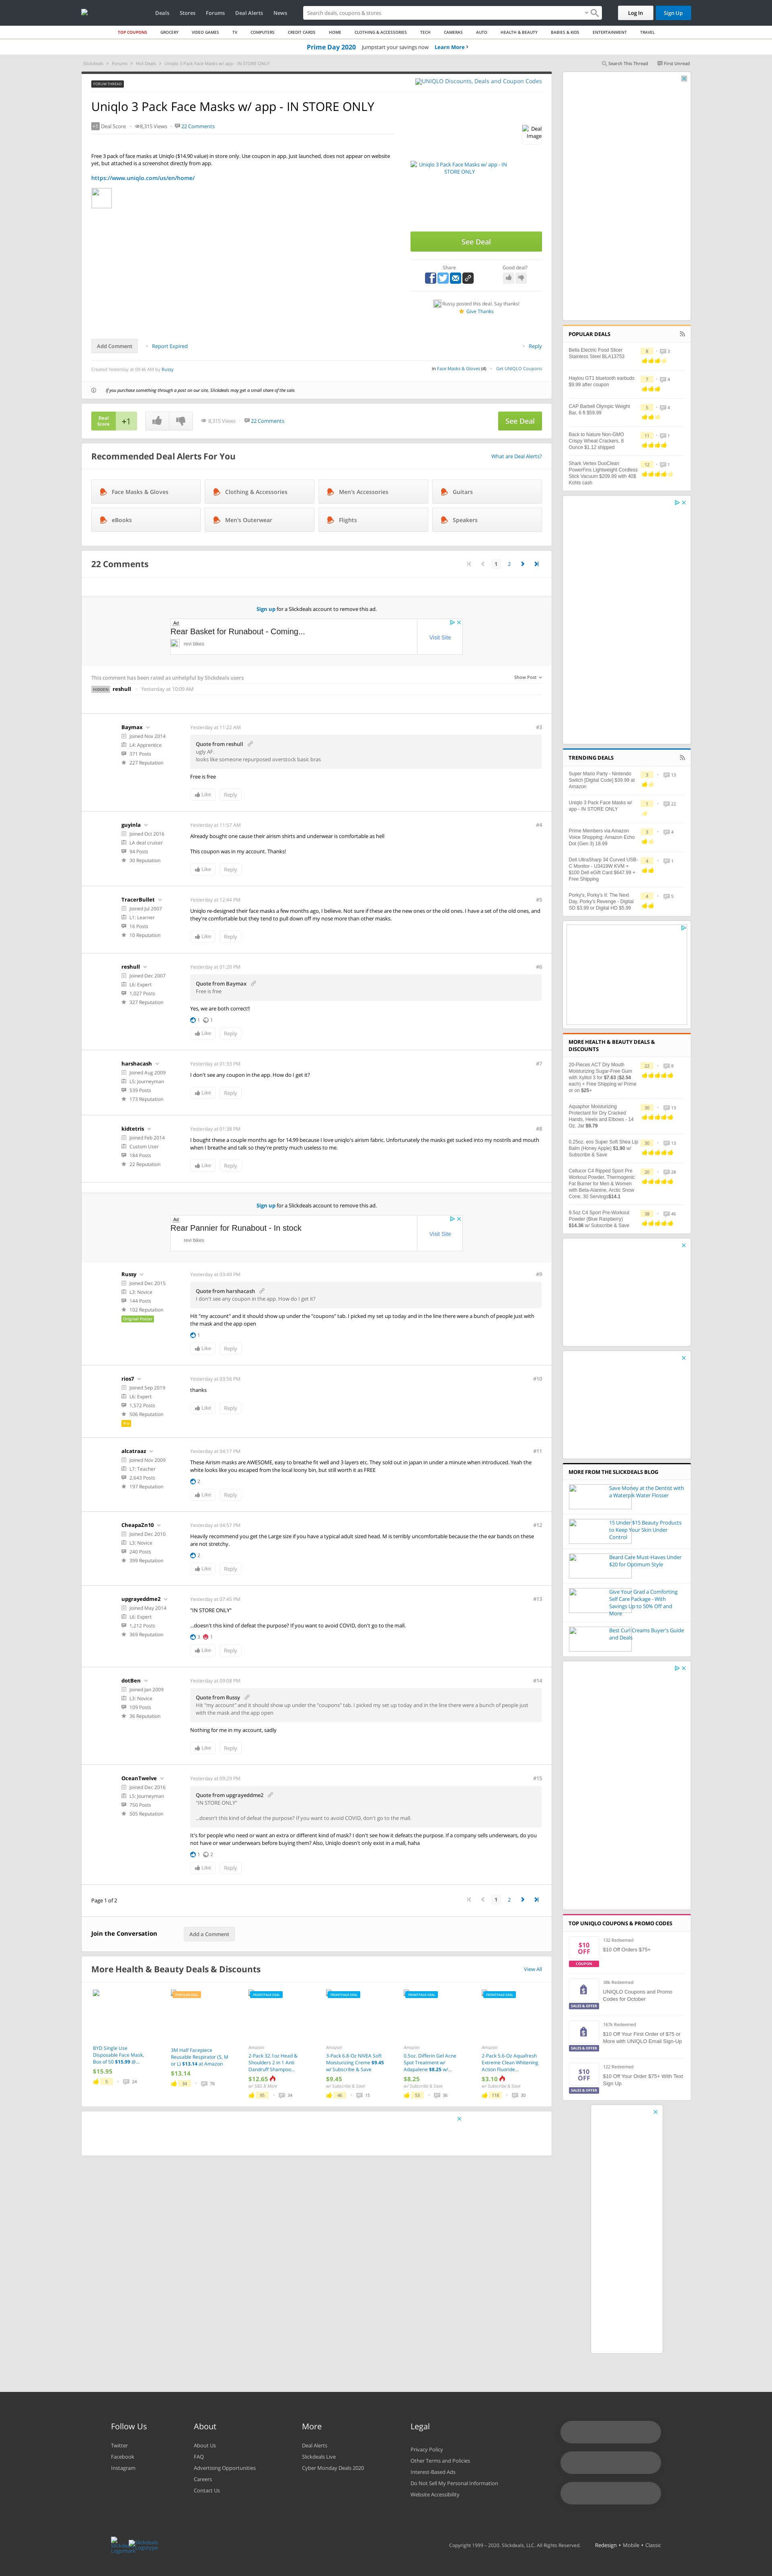 Deals Stores Forums Deal Alerts News
Search deals, coupons & stores
Log In
Sign Up
TOP COUPONS GROCERY VIDEO GAMES TV COMPUTERS CREDIT CARDS HOME CLOTHING & ACCESSORIES TECH CAMERAS AUTO HEALTH & BEAUTY BABIES & KIDS ENTERTAINMENT TRAVEL
Prime Day 2020 Jumpstart your savings now Learn More
Slickdeals > Forums > Hot Deals > Uniqlo 3 Pack Face Masks w/ app - IN STORE ONLY
Search This Thread First Unread
FORUM THREAD
UNIQLO Discounts, Deals and Coupon Codes
Uniqlo 3 Pack Face Masks w/ app - IN STORE ONLY
+1 Deal Score 8,315 Views 22 Comments
Deal Image
Free 3 pack of face masks at Uniqlo ($14.90 value) in store only. Use coupon in app. Just launched, does not appear on website
yet, but attached is a screenshot directly from app.
https://www.uniqlo.com/us/en/home/
Uniqlo 3 Pack Face Masks w/ app - IN
STORE ONLY
See Deal
Share
Good deal?
Russy posted this deal. Say thanks!
Give Thanks
Add Comment
Report Expired
Reply
Created Yesterday at 09:46 AM by Russy
in Face Masks & Gloves (4) Get UNIQLO Coupons
If you purchase something through a post on our site, Slickdeals may get a small share of the sale.
Deal
Score
+1
8,315 Views 22 Comments
See Deal
Recommended Deal Alerts For You
What are Deal Alerts?
Face Masks & Gloves
Clothing & Accessories
Men's Accessories
Guitars
eBooks
Men's Outerwear
Flights
Speakers
22 Comments
1 2
Sign up for a Slickdeals account to remove this ad.
Ad
Rear Basket for Runabout - Coming...
revi bikes
Visit Site
This comment has been rated as unhelpful by Slickdeals users
Show Post
HIDDEN reshull Yesterday at 10:00 AM
Baymax
Joined Nov 2014
L4: Apprentice
371 Posts
227 Reputation
Yesterday at 11:22 AM
#3
Quote from reshull
ugly AF.
looks like someone repurposed overstock basic bras
Free is free
Like Reply
guyinla
Joined Oct 2016
LA deal cruiser
94 Posts
30 Reputation
Yesterday at 11:57 AM
#4
Already bought one cause their airism shirts and underwear is comfortable as hell
This coupon was in my account. Thanks!
Like Reply
TracerBullet
Joined Jul 2007
L1: Learner
16 Posts
10 Reputation
Yesterday at 12:44 PM
#5
Uniqlo re-designed their face masks a few months ago, I believe. Not sure if these are the new ones or the old ones. I have a set of the old ones, and
they're comfortable but they tend to pull down off my nose more than other masks.
Like Reply
reshull
Joined Dec 2007
L6: Expert
1,027 Posts
327 Reputation
Yesterday at 01:20 PM
#6
Quote from Baymax
Free is free
Yes, we are both correct!!
1 1
Like Reply
harshacash
Joined Aug 2009
L5: Journeyman
539 Posts
173 Reputation
Yesterday at 01:33 PM
#7
I don't see any coupon in the app. How do I get it?
Like Reply
kidtetris
Joined Feb 2014
Custom User
184 Posts
22 Reputation
Yesterday at 01:38 PM
#8
I bought these a couple months ago for 14.99 because I love uniqlo's airism fabric. Unfortunately the masks get sucked into my nostrils and mouth
when I breathe and talk so they're pretty much useless to me.
Like Reply
Sign up for a Slickdeals account to remove this ad.
Ad
Rear Pannier for Runabout - In stock
revi bikes
Visit Site
Russy
Joined Dec 2015
L3: Novice
144 Posts
102 Reputation
Original Poster
Yesterday at 03:49 PM
#9
Quote from harshacash
I don't see any coupon in the app. How do I get it?
Hit "my account" and it should show up under the "coupons" tab. I picked my set up today and in the line there were a bunch of people just with
the mask and the app open
1
Like Reply
rios7
Joined Sep 2019
L6: Expert
1,572 Posts
506 Reputation
Pro
Yesterday at 03:56 PM
#10
thanks
Like Reply
alcatraaz
Joined Nov 2009
L7: Teacher
2,643 Posts
197 Reputation
Yesterday at 04:17 PM
#11
These Airism masks are AWESOME, easy to breathe fit well and 3 layers etc. They sold out in japan in under a minute when introduced. Yeah the
white looks like you escaped from the local loony bin, but still worth it as FREE
2
Like Reply
CheapaZn10
Joined Dec 2010
L3: Novice
240 Posts
399 Reputation
Yesterday at 04:57 PM
#12
Heavily recommend you get the Large size if you have a typical adult sized head. M is terribly uncomfortable because the the ear bands on these
are not stretchy.
2
Like Reply
upgrayeddme2
Joined May 2014
L6: Expert
1,212 Posts
369 Reputation
Yesterday at 07:45 PM
#13
"IN STORE ONLY"
...doesn't this kind of defeat the purpose? If you want to avoid COVID, don't go to the mall.
3 1
Like Reply
dotBen
Joined Jan 2009
L3: Novice
109 Posts
36 Reputation
Yesterday at 09:08 PM
#14
Quote from Russy
Hit "my account" and it should show up under the "coupons" tab. I picked my set up today and in the line there were a bunch of people just
with the mask and the app open
Nothing for me in my account, sadly
Like Reply
OceanTwelve
Joined Dec 2016
L5: Journeyman
750 Posts
505 Reputation
Yesterday at 09:29 PM
#15
Quote from upgrayeddme2
"IN STORE ONLY"
...doesn't this kind of defeat the purpose? If you want to avoid COVID, don't go to the mall.
It's for people who need or want an extra or different kind of mask? I don't see how it defeats the purpose. If a company sells underwears, do you
not have or wear underwears before buying them? Also, Uniqlo doesn't only exist in a mall, haha
1 2
Like Reply
Page 1 of 2
1 2
Join the Conversation
Add a Comment
More Health & Beauty Deals & Discounts
View All
BYD Single Use
Disposable Face Mask,
Box of 50 $15.99 @...
$15.95
5 24
3M Half Facepiece
Reusable Respirator (S, M
or L) $13.14 at Amazon
$13.14
34 76
FRONTPAGE DEAL
Amazon
2-Pack 32.1oz Head &
Shoulders 2 in 1 Anti
Dandruff Shampoo...
$12.65
w/ S&S & More
95 34
FRONTPAGE DEAL
Amazon
3-Pack 6.8-Oz NIVEA Soft
Moisturizing Creme $9.45
w/ Subscribe & Save
$9.45
w/ Subscribe & Save
46 15
FRONTPAGE DEAL
Amazon
0.5oz. Differin Gel Acne
Spot Treatment w/
Adapalene $8.25 w/...
$8.25
w/ Subscribe & Save
53 36
FRONTPAGE DEAL
Amazon
2-Pack 5.6-Oz Aquafresh
Extreme Clean Whitening
Action Fluoride...
$3.10
w/ Subscribe & Save
118 30
POPULAR DEALS
Bella Electric Food Slicer
Stainless Steel BLA13753
Haylou GT1 bluetooth earbuds
$9.99 after coupon
CAP Barbell Olympic Weight
Bar, 6 ft $59.99
Back to Nature Non-GMO
Crispy Wheat Crackers, 8
Ounce $1.12 shipped
Shark Vertex DuoClean
PowerFins Lightweight Cordless
Stick Vacuum $209.99 with 40$
Kohls cash
TRENDING DEALS
Super Mario Party - Nintendo
Switch [Digital Code] $39.99 at
Amazon
3 13
Uniqlo 3 Pack Face Masks w/
app - IN STORE ONLY
1 22
Prime Members via Amazon
Voice Shopping: Amazon Echo
Dot (Gen 3) 18.99
3 4
Dell UltraSharp 34 Curved USB-
C Monitor - U3419W KVM +
$100 Dell eGift Card $647.99 +
Free Shipping
4 1
Porky's, Porky's II: The Next
Day, Porky's Revenge - Digital
SD $3.99 or Digital HD $5.99
4 5
MORE HEALTH & BEAUTY DEALS &
DISCOUNTS
20-Pieces ACT Dry Mouth
Moisturizing Sugar-Free Gum
with Xylitol 3 for $7.63 ($2.54
each) + Free Shipping w/ Prime
or on $25+
22 8
Aquaphor Moisturizing
Protectant for Dry Cracked
Hands, Heels and Elbows - 14
Oz. Jar $8.79
30 13
0.25oz. eos Super Soft Shea Lip
Balm (Honey Apple) $1.80 w/
Subscribe & Save
30 13
Cellucor C4 Ripped Sport Pre
Workout Powder, Thermogenic
Fat Burner for Men & Women
with Beta-Alanine, Arctic Snow
Cone, 30 Servings$14.1
20 28
9.5oz C4 Sport Pre-Workout
Powder (Blue Raspberry)
$14.36 w/ Subscribe & Save
38 46
MORE FROM THE SLICKDEALS BLOG
Save Money at the Dentist with
a Waterpik Water Flosser
15 Under $15 Beauty Products
to Keep Your Skin Under
Control
Beard Care Must-Haves Under
$20 for Optimum Style
Give Your Grad a Comforting
Self Care Package - With
Savings Up to 50% Off and
More
Best Curl Creams Buyer's Guide
and Deals
TOP UNIQLO COUPONS & PROMO CODES
$10
OFF
COUPON
132 Redeemed
$10 Off Orders $75+
SALES & OFFER
386 Redeemed
UNIQLO Coupons and Promo
Codes for October
SALES & OFFER
1676 Redeemed
$10 Off Your First Order of $75 or
More with UNIQLO Email Sign-Up
$10
OFF
SALES & OFFER
122 Redeemed
$10 Off Your Order $75+ With Text
Sign Up
Follow Us
Twitter
Facebook
Instagram
About
About Us
FAQ
Advertising Opportunities
Careers
Contact Us
More
Deal Alerts
Slickdeals Live
Cyber Monday Deals 2020
Legal
Privacy Policy
Other Terms and Policies
Interest-Based Ads
Do Not Sell My Personal Information
Website Accessibility
Copyright 1999 - 2020. Slickdeals, LLC. All Rights Reserved.
Redesign • Mobile • Classic